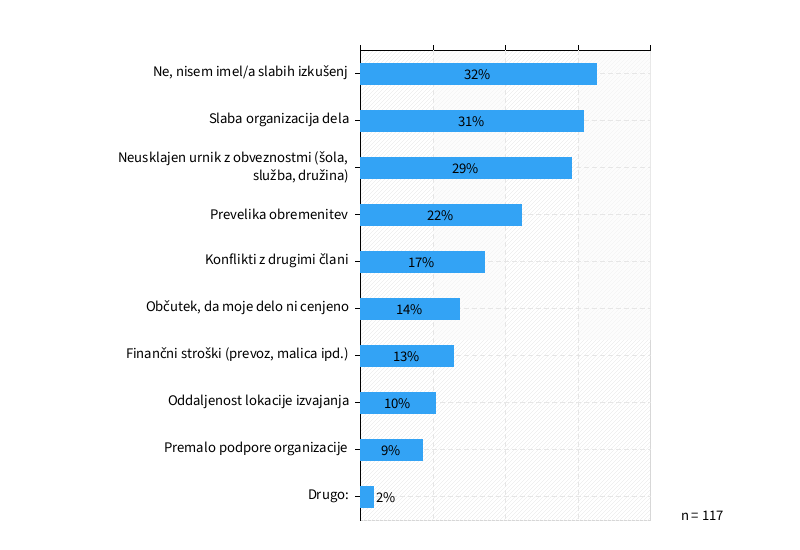 Ne, nisem imel/a slabih izkušenj
32%
Slaba organizacija dela
31%
Neusklajen urnik z obveznostmi (šola,
služba, družina)
29%
Prevelika obremenitev
22%
Konflikti z drugimi člani
17%
Občutek, da moje delo ni cenjeno
14%
Finančni stroški (prevoz, malica ipd.)
13%
Oddaljenost lokacije izvajanja
10%
Premalo podpore organizacije
9%
Drugo:
2%
n = 117